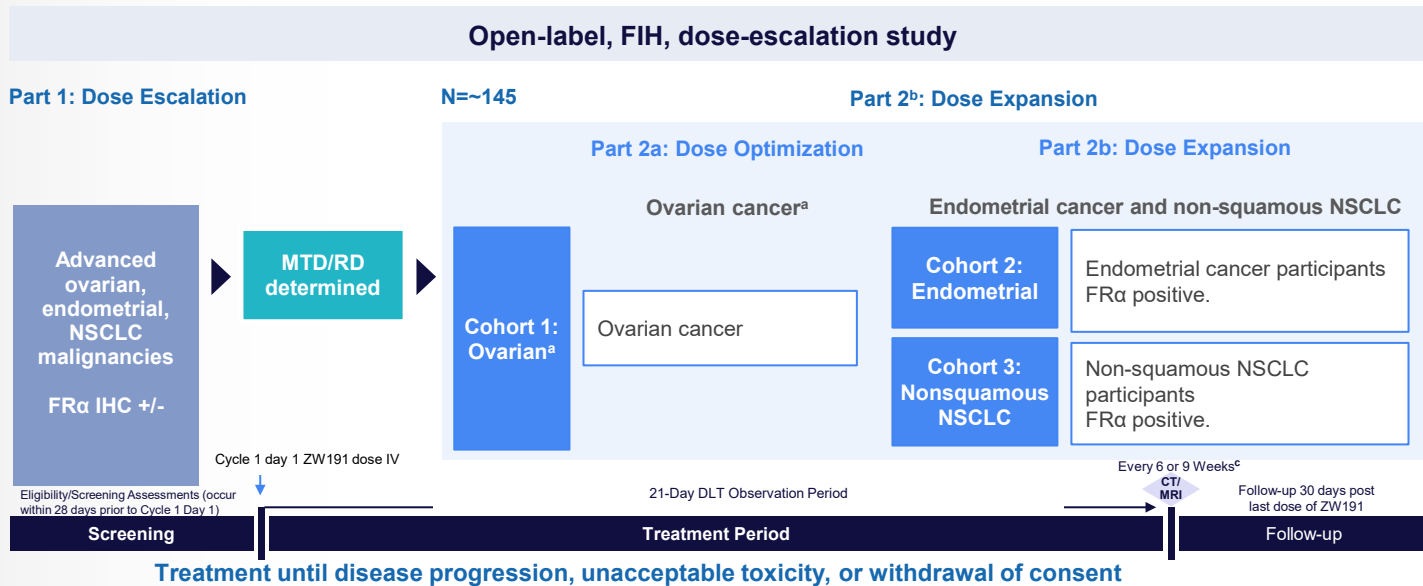 Open-label, FIH, dose-escalation study
Part 1: Dose Escalation
N=~145
Part 2ᵇ: Dose Expansion
Part 2a: Dose Optimization
Part 2b: Dose Expansion
Ovarian cancerᵃ
Endometrial cancer and non-squamous NSCLC
Advanced
ovarian,
endometrial,
NSCLC
malignancies
FRα IHC +/-
MTD/RD
determined
Cohort 1:
Ovarianᵃ
Ovarian cancer
Cohort 2:
Endometrial
Endometrial cancer participants
FRα positive.
Cohort 3:
Nonsquamous
NSCLC
Non-squamous NSCLC
participants
FRα positive.
Cycle 1 day 1 ZW191 dose IV
Eligibility/Screening Assessments (occur
within 28 days prior to Cycle 1 Day 1)
21-Day DLT Observation Period
Every 6 or 9 Weeksᶜ
CT/
MRI
Follow-up 30 days post
last dose of ZW191
Screening
Treatment Period
Follow-up
Treatment until disease progression, unacceptable toxicity, or withdrawal of consent